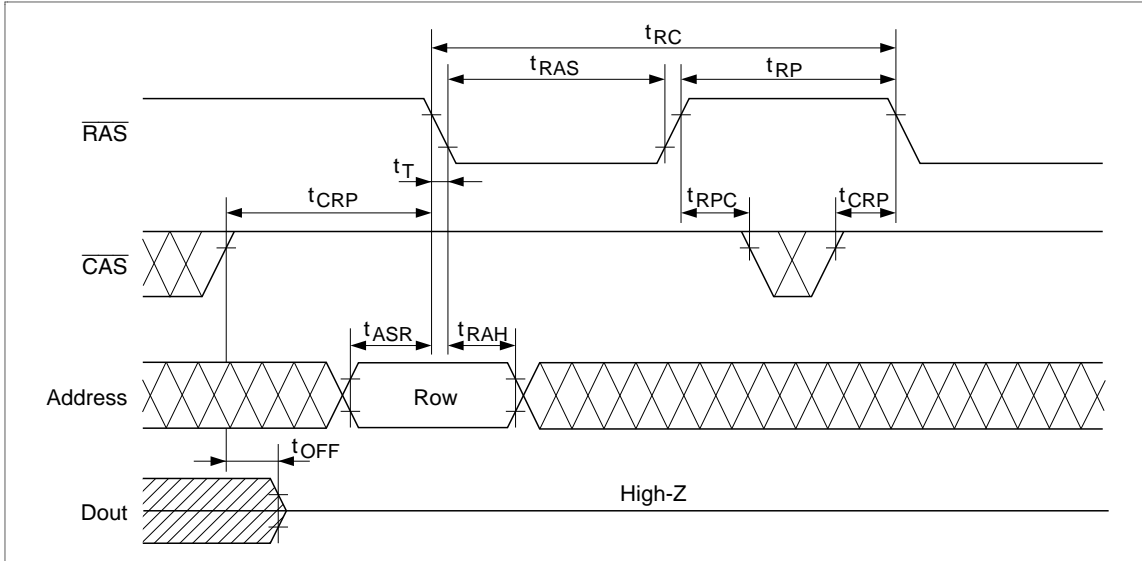 tRC
tRAS
tRP
RAS
tT
tCRP
tRPC
tCRP
CAS
tASR
tRAH
Address
Row
tOFF
High-Z
Dout